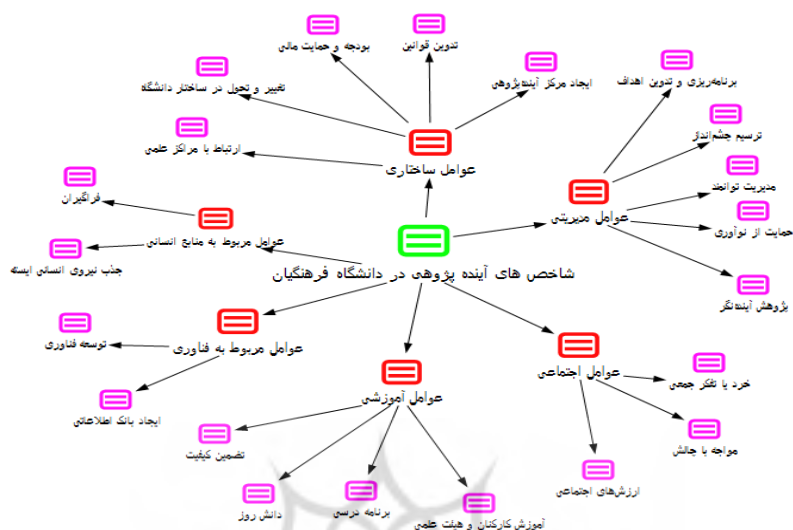 تدوین قوانین
بودجه و حمایت مالی
ایجاد مرکز آینده‌پژوهی
برنامه‌ریزی و تدوین اهداف
تغییر و تحول در ساختار دانشگاه
ترسیم چشم‌انداز
ارتباط با مراکز علمی
عوامل ساختاری
مدیریت توانمند
فراگیران
عوامل مدیریتی
حمایت از نوآوری
عوامل مربوط به منابع انسانی
جذب نیروی انسانی ایسته
شاخص های آینده پژوهی در دانشگاه فرهنگیان
پژوهش آینده‌نگر
توسعه فناوری
عوامل مربوط به فناوری
عوامل اجتماعی
خرد یا تفکر جمعی
عوامل آموزشی
ایجاد بانک اطلاعاتی
مواجه با چالش
تضمین کیفیت
ارزش‌های اجتماعی
دانش روز
برنامه درسی
آموزش کارکنان و هیئت علمی